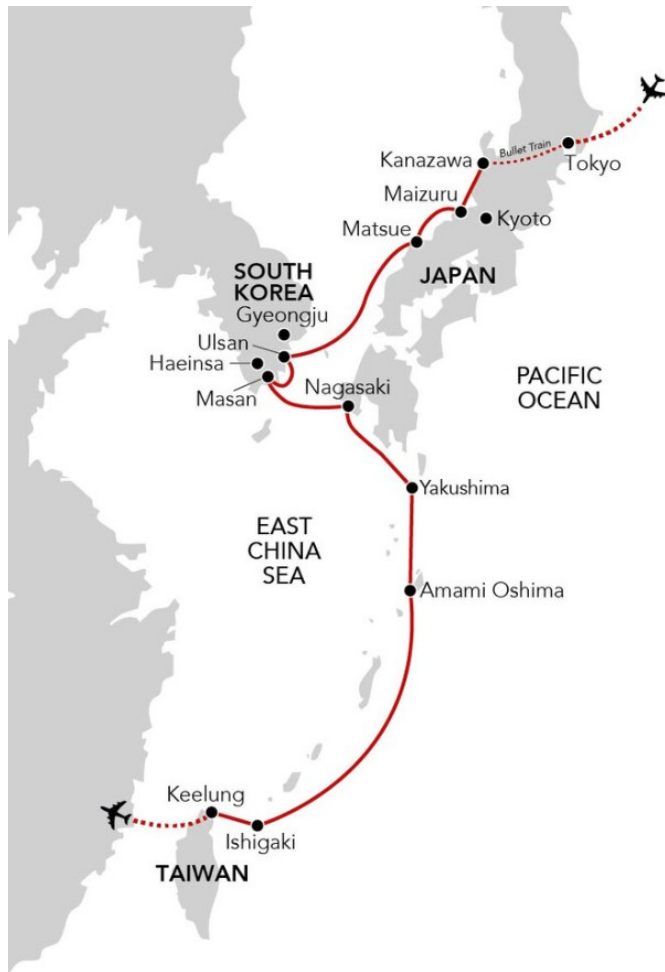 Bullet Train
Kanazawa
Tokyo
Maizuru
Kyoto
Matsue
SOUTH
KOREA
JAPAN
Gyeongju
Ulsan
Haeinsa
Masan
Nagasaki
PACIFIC
OCEAN
Yakushima
EAST
CHINA
SEA
Amami Oshima
Keelung
Ishigaki
TAIWAN